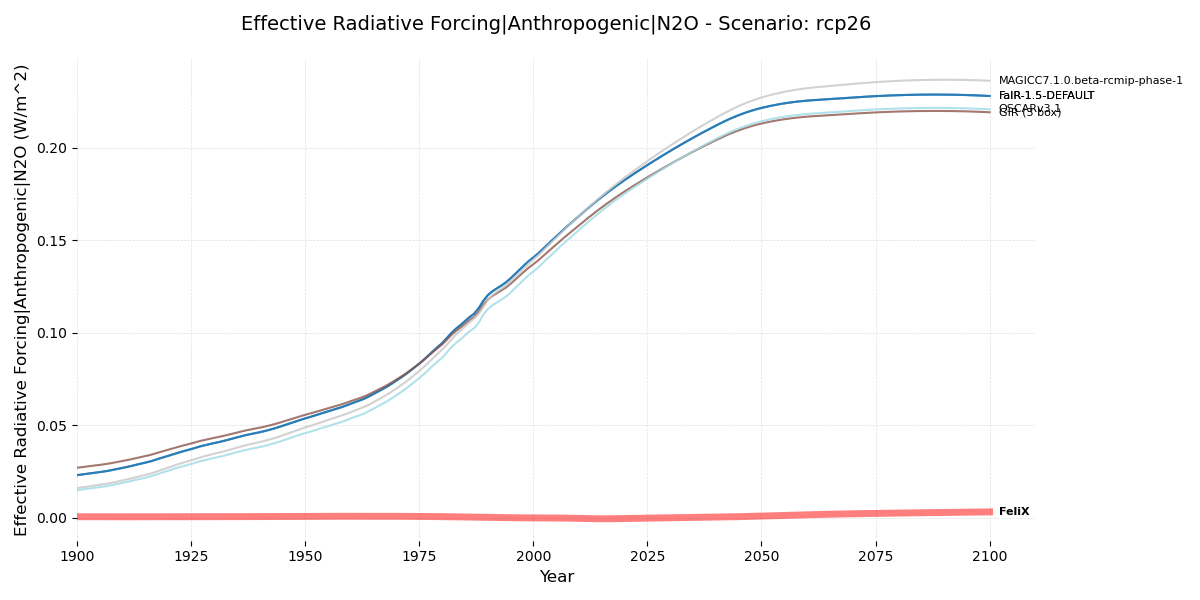 Effective Radiative Forcing|Anthropogenic|N2O - Scenario: rcp26
Effective Radiative Forcing|Anthropogenic|N2O (W/m^2)
0.20
0.15
0.10
0.05
0.00
MAGICC7.1.0.beta-rcmip-phase-1
FaIR-1.5-DEFAULT
OSCARv3.1
GIR (3 box)
FeliX
1900
1925
1950
1975
2000
2025
2050
2075
2100
Year